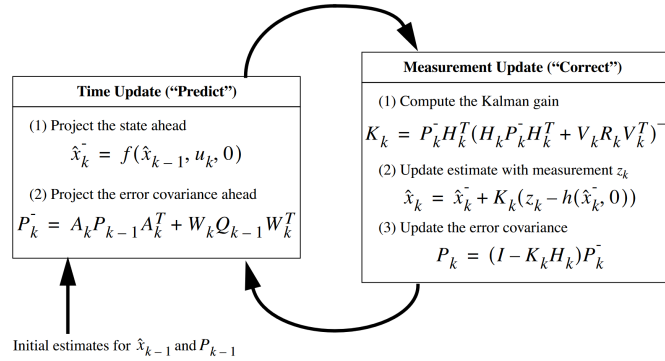 Time Update (“Predict”)
(1) Project the state ahead
x̂ₖ⁻ = f(x̂ₖ₋₁, uₖ, 0)
(2) Project the error covariance ahead
Pₖ⁻ = AₖPₖ₋₁Aₖᵀ + WₖQₖ₋₁Wₖᵀ
Initial estimates for x̂ₖ₋₁ and Pₖ₋₁
Measurement Update (“Correct”)
(1) Compute the Kalman gain
Kₖ = Pₖ⁻Hₖᵀ(HₖPₖ⁻Hₖᵀ + VₖRₖVₖᵀ)⁻
(2) Update estimate with measurement zₖ
x̂ₖ = x̂ₖ⁻ + Kₖ(zₖ – h(x̂ₖ⁻, 0))
(3) Update the error covariance
Pₖ = (I – KₖHₖ)Pₖ⁻